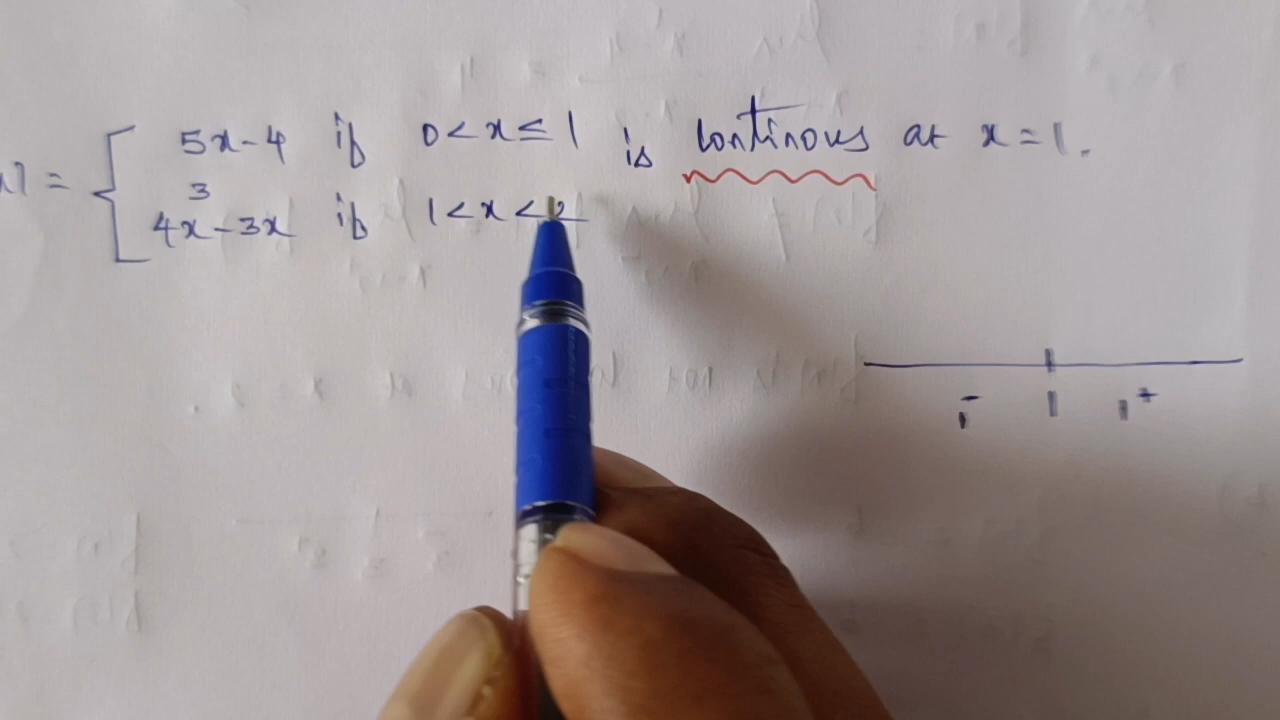 x) = { 5x-4 if 0<x≤1 is continous at x=1.
4x³-3x if 1<x<2
1⁻ 1 1⁺